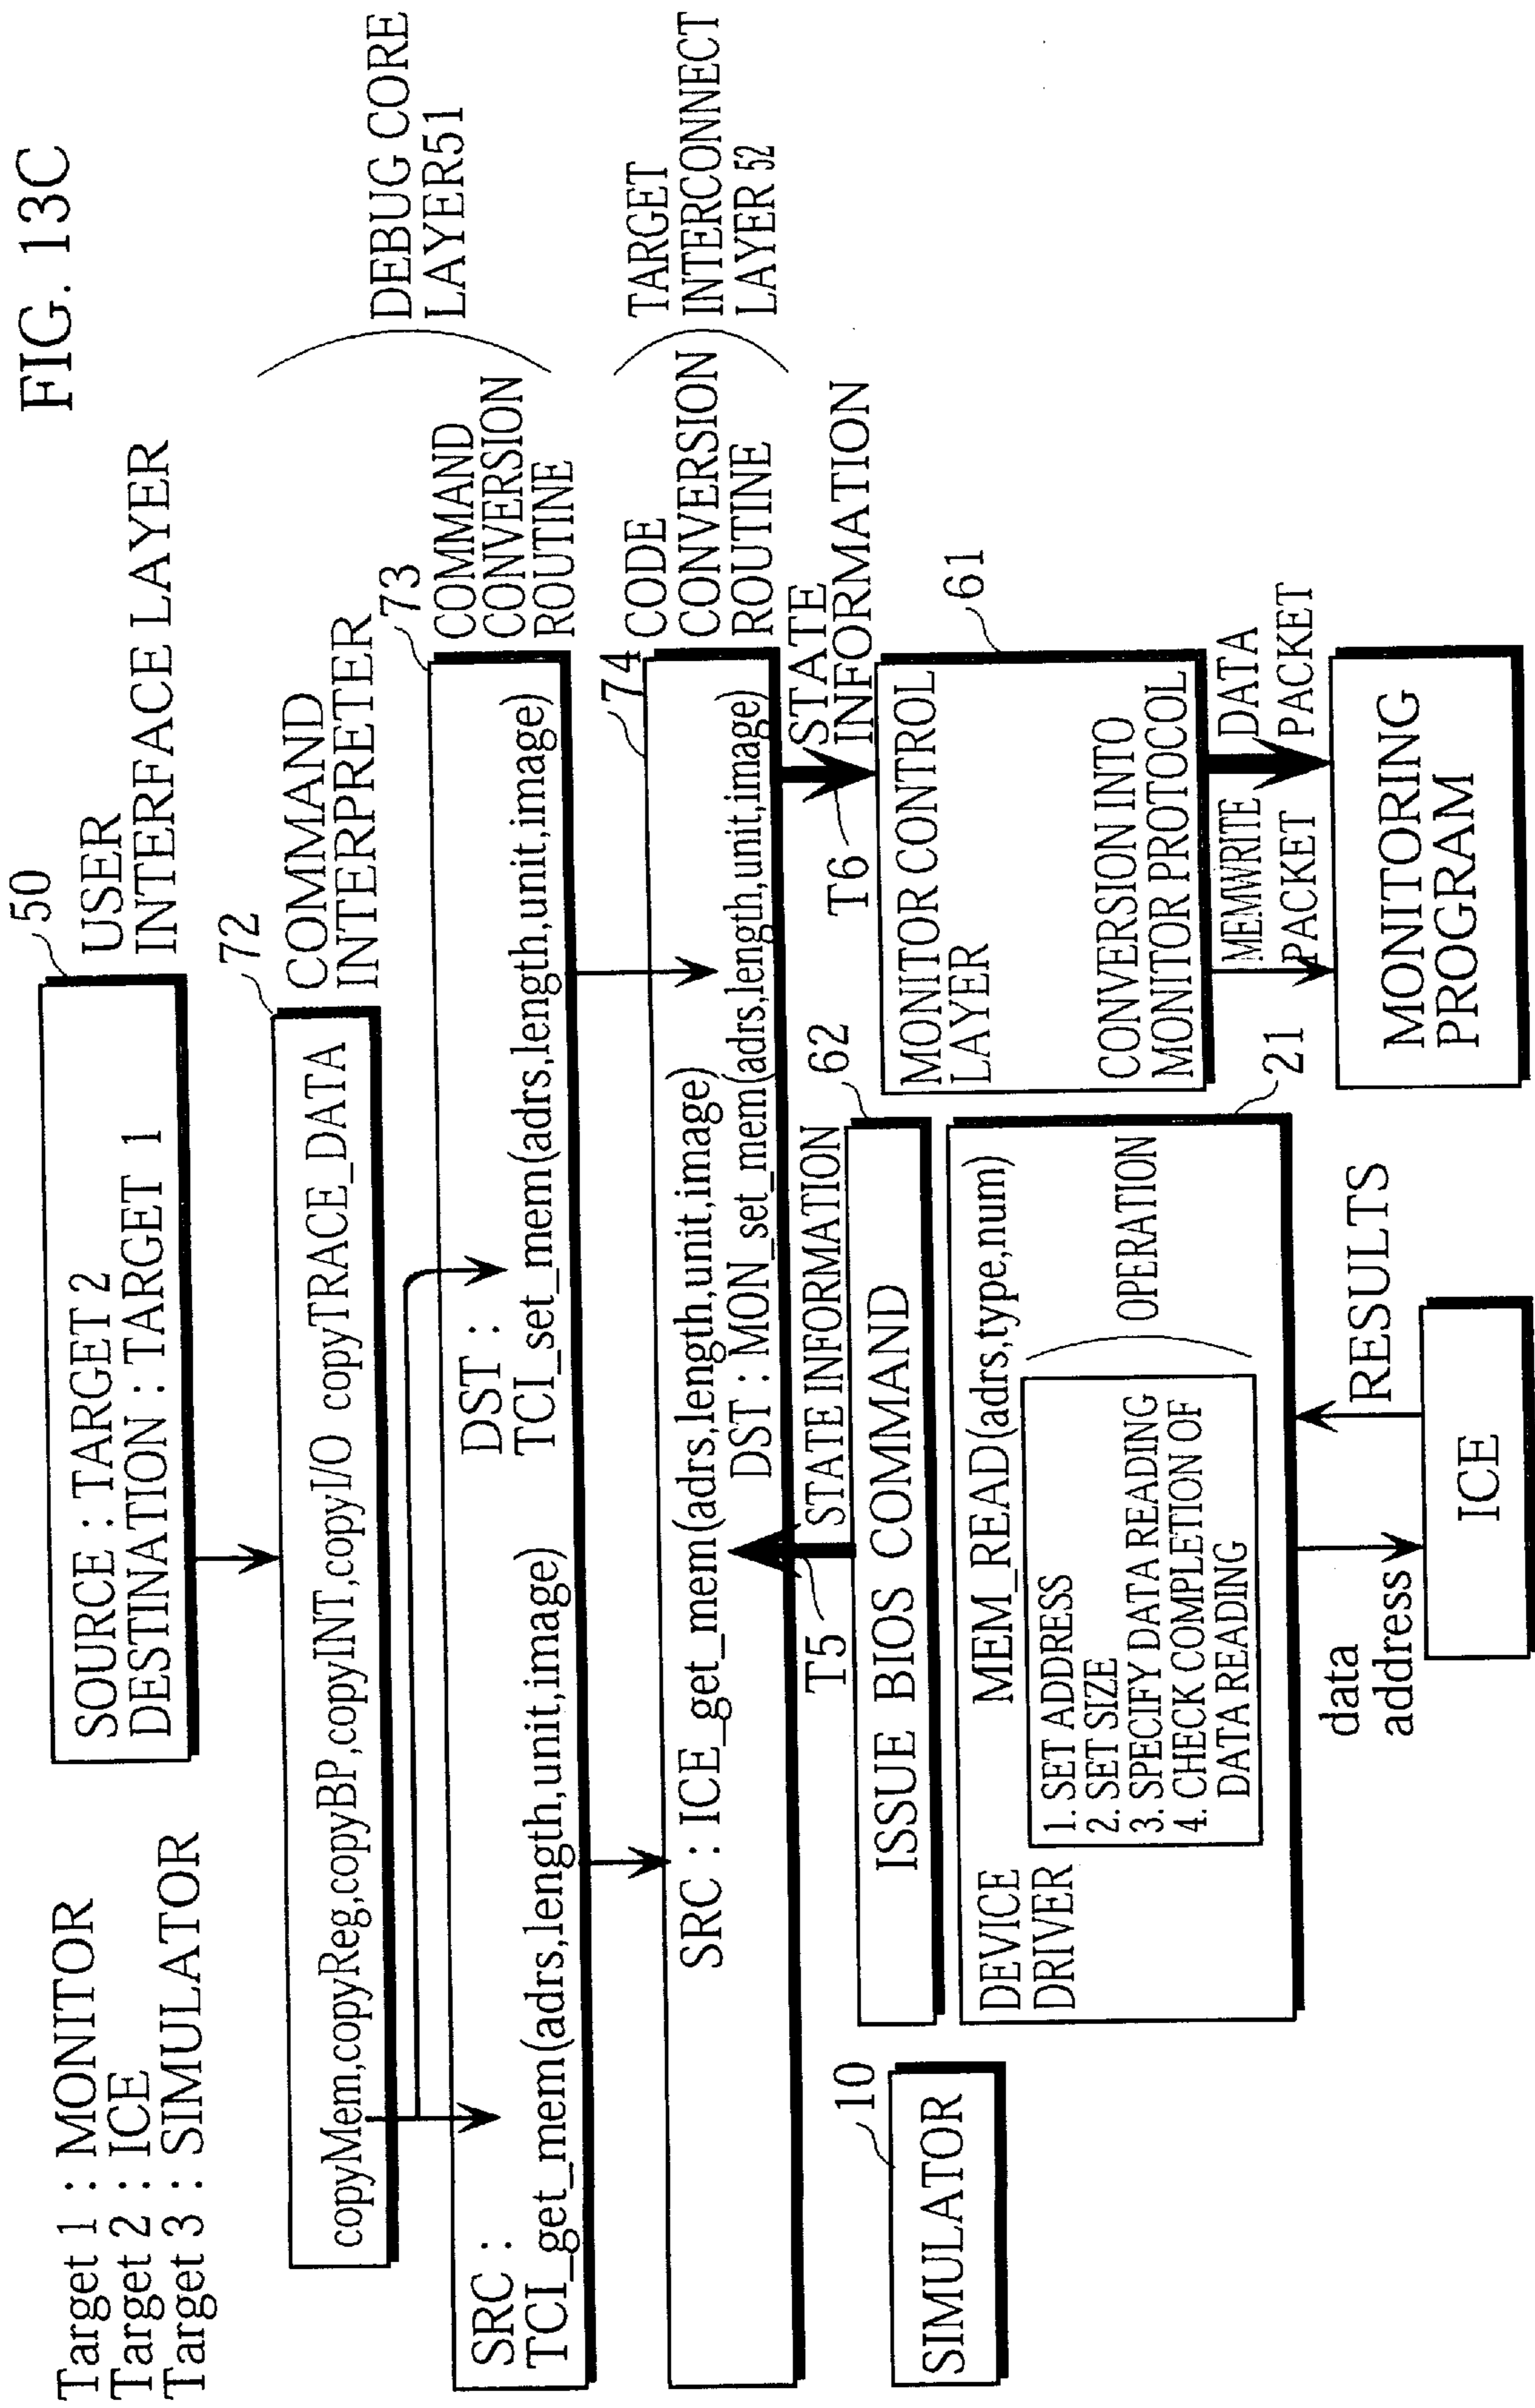 FIG. 13C
Target 1 : MONITOR
Target 2 : ICE
Target 3 : SIMULATOR
SOURCE : TARGET 2
DESTINATION : TARGET 1
50
USER
INTERFACE LAYER
72
COMMAND
INTERPRETER
copyMem,copyReg,copyBP,copyINT,copyI/O copyTRACE_DATA
73
COMMAND
CONVERSION
ROUTINE
DEBUG CORE
LAYER51
SRC :
TCI_get_mem(adrs,length,unit,image)
DST :
TCI_set_mem(adrs,length,unit,image)
74
CODE
CONVERSION
ROUTINE
TARGET
INTERCONNECT
LAYER 52
SRC : ICE_get_mem(adrs,length,unit,image)
DST : MON_set_mem(adrs,length,unit,image)
T5
STATE INFORMATION
62
T6
STATE
INFORMATION
10
SIMULATOR
ISSUE BIOS COMMAND
DEVICE
DRIVER
MEM_READ(adrs,type,num)
1. SET ADDRESS
2. SET SIZE
3. SPECIFY DATA READING
4. CHECK COMPLETION OF
DATA READING
OPERATION
21
MONITOR CONTROL
LAYER
61
CONVERSION INTO
MONITOR PROTOCOL
MEMWRITE
PACKET
DATA
PACKET
data
address
RESULTS
ICE
MONITORING
PROGRAM